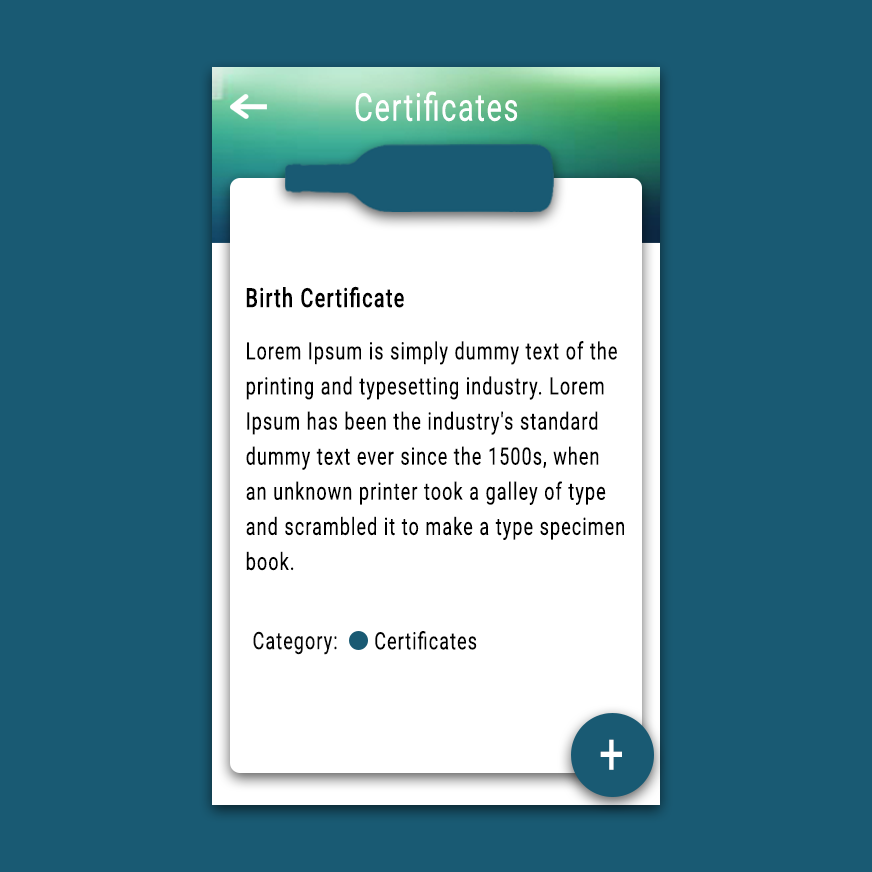 Certificates
Birth Certificate
Lorem Ipsum is simply dummy text of the
printing and typesetting industry. Lorem
Ipsum has been the industry's standard
dummy text ever since the 1500s, when
an unknown printer took a galley of type
and scrambled it to make a type specimen
book.
Category: Certificates
+